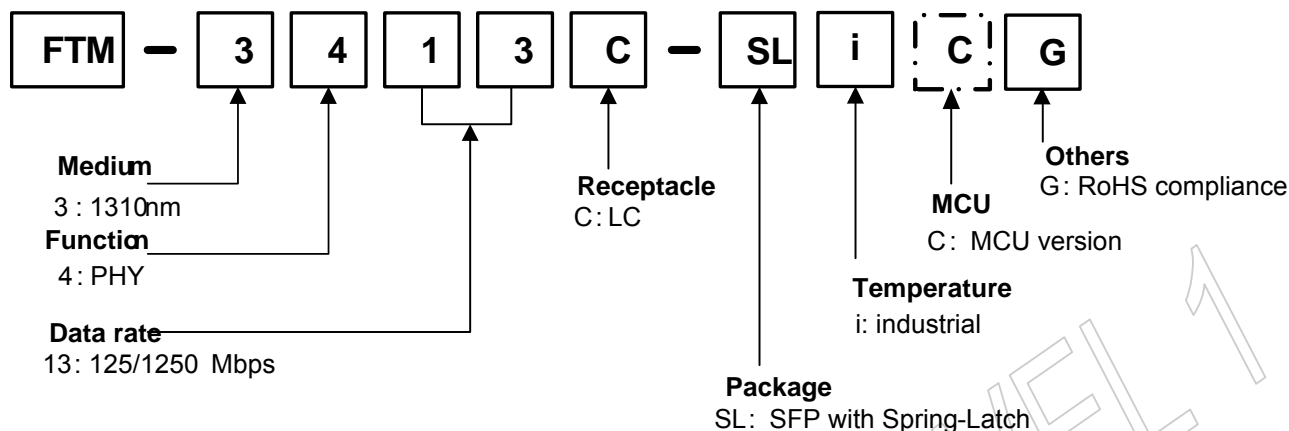 FTM - 3 4 1 3 C - SL i C G
Medium
3 : 1310nm
Function
4 : PHY
Data rate
13: 125/1250 Mbps
Receptacle
C: LC
Package
SL: SFP with Spring-Latch
Temperature
i: industrial
MCU
C: MCU version
Others
G: RoHS compliance